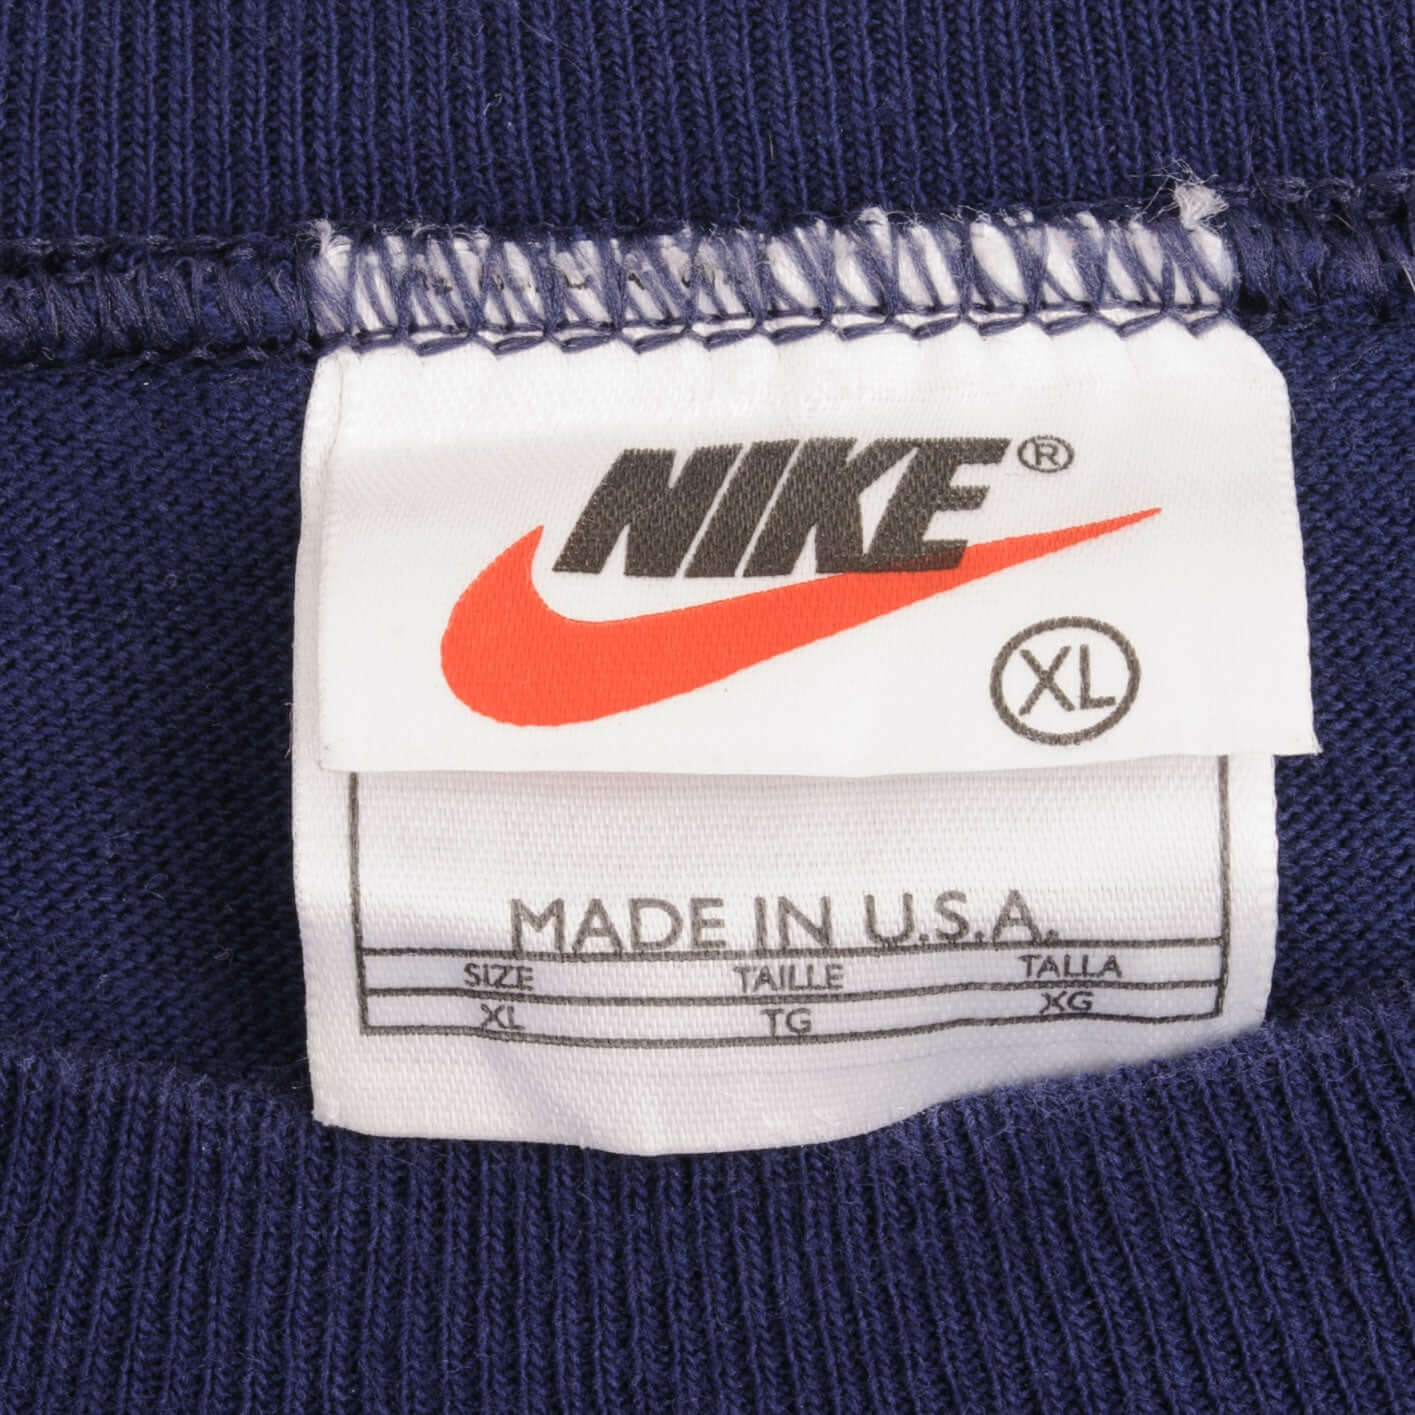 NIKE®
XL
MADE IN U.S.A.
SIZE TAILLE TALLA
XL TG XG